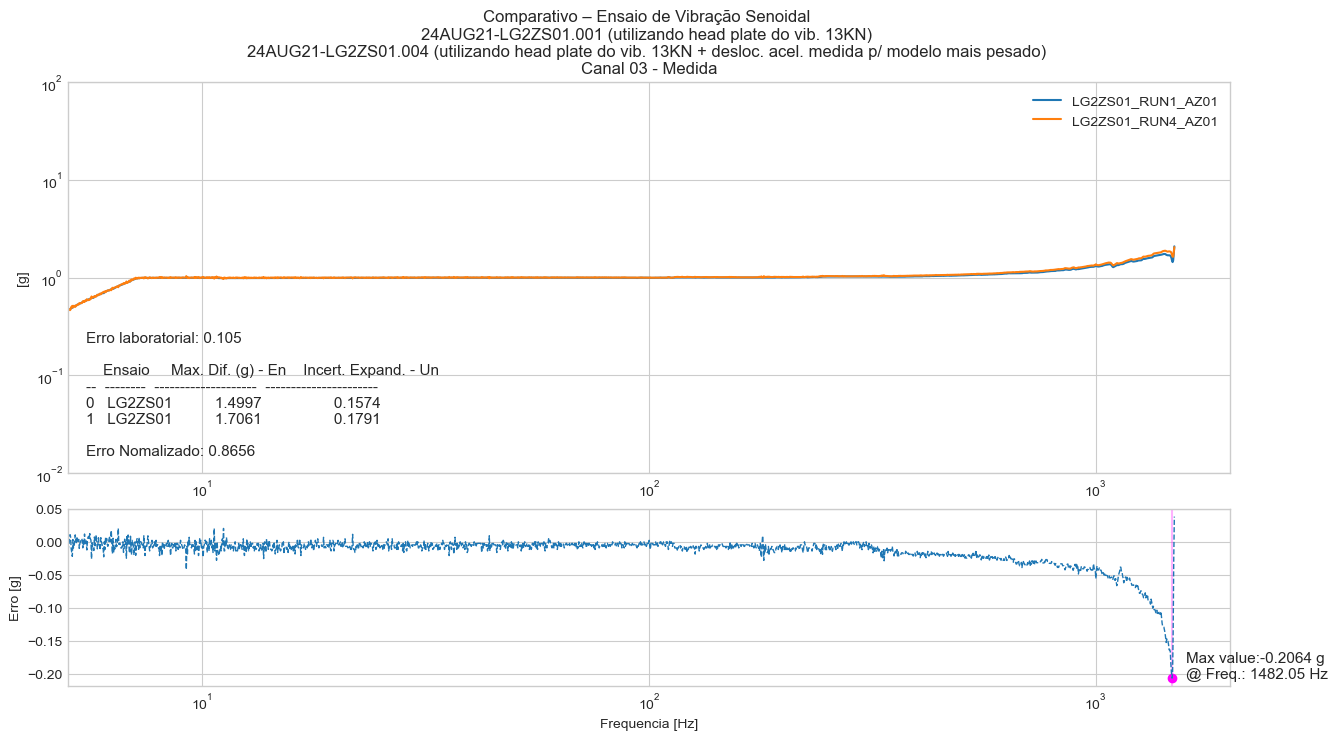 Comparativo – Ensaio de Vibração Senoidal
24AUG21-LG2ZS01.001 (utilizando head plate do vib. 13KN)
24AUG21-LG2ZS01.004 (utilizando head plate do vib. 13KN + desloc. acel. medida p/ modelo mais pesado)
Canal 03 - Medida
10²
10¹
10⁰
10⁻¹
10⁻²
[g]
LG2ZS01_RUN1_AZ01
LG2ZS01_RUN4_AZ01
Erro laboratorial: 0.105
Ensaio Max. Dif. (g) - En Incert. Expand. - Un
-- -------- --------------------- -----------------------
0 LG2ZS01 1.4997 0.1574
1 LG2ZS01 1.7061 0.1791
Erro Nomalizado: 0.8656
10¹ 10² 10³
0.05
0.00
−0.05
−0.10
−0.15
−0.20
Erro [g]
Max value:-0.2064 g
@ Freq.: 1482.05 Hz
10¹ 10² 10³
Frequencia [Hz]